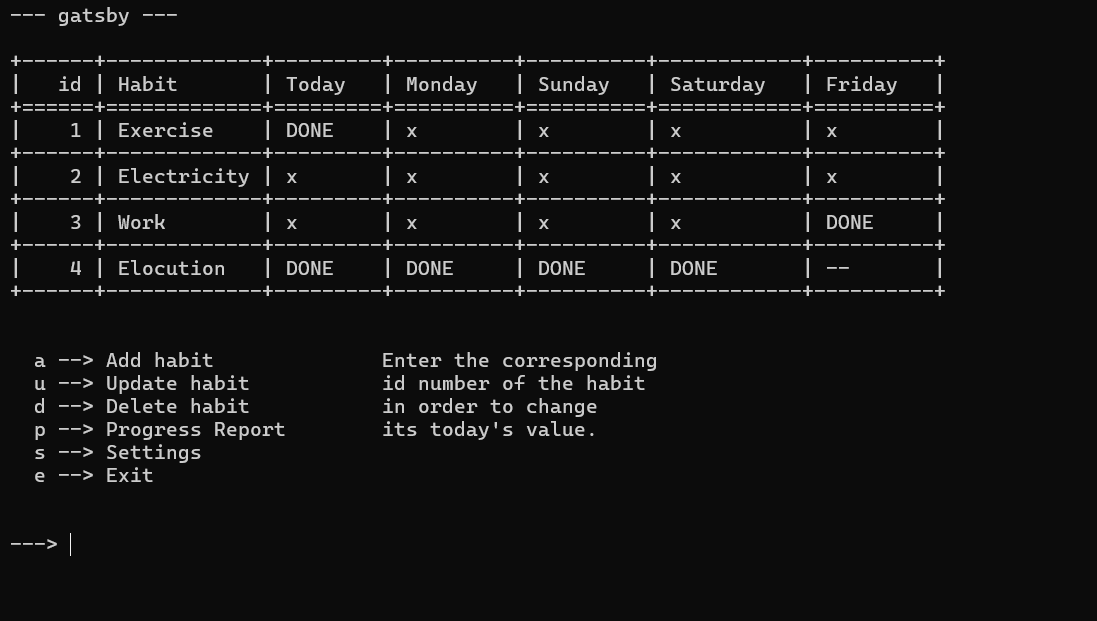 --- gatsby ---
+------+-------------+---------+----------+----------+------------+----------+
|   id | Habit       | Today   | Monday   | Sunday   | Saturday   | Friday   |
+======+=============+=========+==========+==========+============+==========+
|    1 | Exercise    | DONE    | x        | x        | x          | x        |
+------+-------------+---------+----------+----------+------------+----------+
|    2 | Electricity | x       | x        | x        | x          | x        |
+------+-------------+---------+----------+----------+------------+----------+
|    3 | Work        | x       | x        | x        | x          | DONE     |
+------+-------------+---------+----------+----------+------------+----------+
|    4 | Elocution   | DONE    | DONE     | DONE     | DONE       | --       |
+------+-------------+---------+----------+----------+------------+----------+
  a --> Add habit              Enter the corresponding
  u --> Update habit           id number of the habit
  d --> Delete habit           in order to change
  p --> Progress Report        its today's value.
  s --> Settings
  e --> Exit
--->